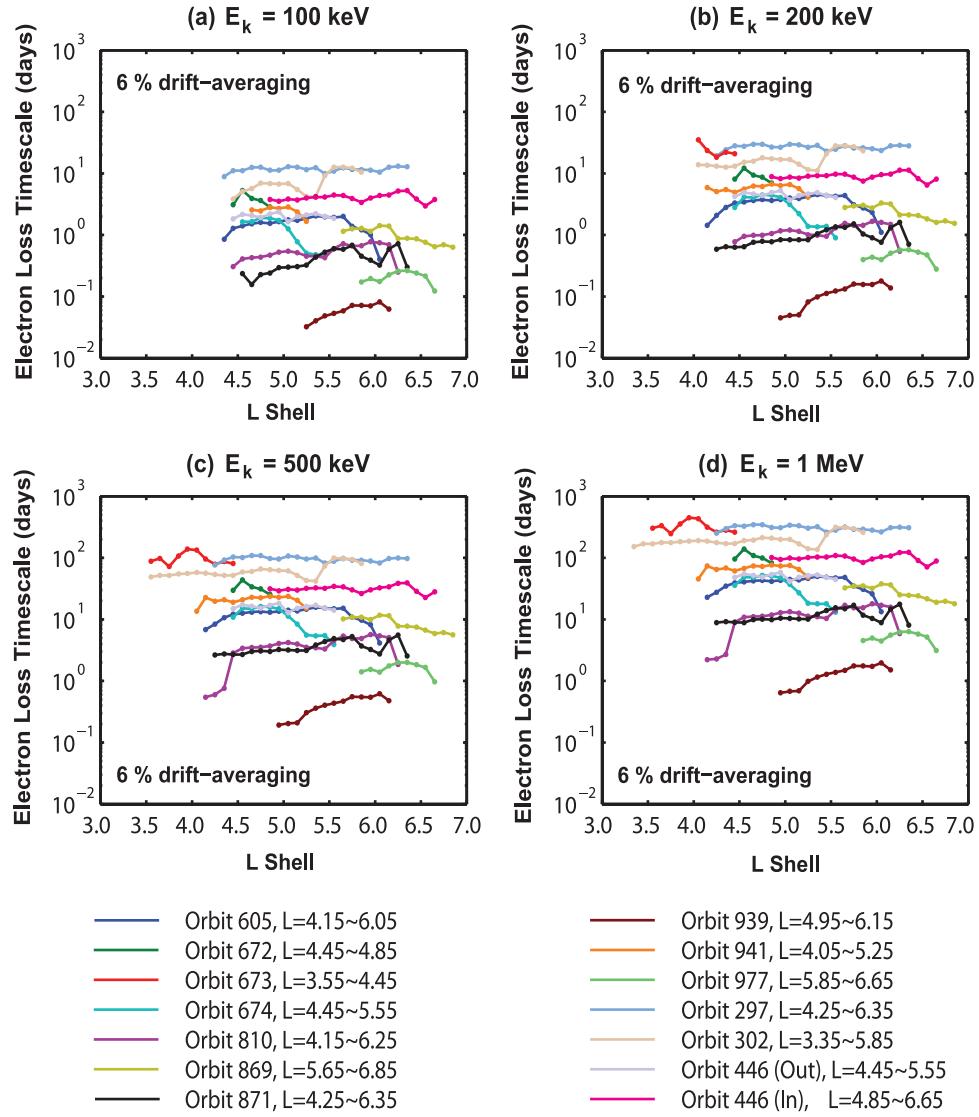 (a) E_k = 100 keV
Electron Loss Timescale (days)
6 % drift−averaging
10^3
10^2
10^1
10^0
10^−1
10^−2
3.0 4.0 4.5 5.0 5.5 6.0 6.5 7.0
L Shell
(b) E_k = 200 keV
Electron Loss Timescale (days)
6 % drift−averaging
10^3
10^2
10^1
10^0
10^−1
10^−2
3.0 3.5 4.0 4.5 5.0 5.5 6.0 6.5 7.0
L Shell
(c) E_k = 500 keV
Electron Loss Timescale (days)
10^3
10^2
10^1
10^0
10^−1
10^−2
6 % drift−averaging
3.0 3.5 4.0 4.5 5.0 5.5 6.0 6.5 7.0
L Shell
(d) E_k = 1 MeV
Electron Loss Timescale (days)
10^3
10^2
10^1
10^0
10^−1
10^−2
6 % drift−averaging
3.0 3.5 4.0 4.5 5.0 5.5 6.0 6.5 7.0
L Shell
Orbit 605, L=4.15~6.05
Orbit 672, L=4.45~4.85
Orbit 673, L=3.55~4.45
Orbit 674, L=4.45~5.55
Orbit 810, L=4.15~6.25
Orbit 869, L=5.65~6.85
Orbit 871, L=4.25~6.35
Orbit 939, L=4.95~6.15
Orbit 941, L=4.05~5.25
Orbit 977, L=5.85~6.65
Orbit 297, L=4.25~6.35
Orbit 302, L=3.35~5.85
Orbit 446 (Out), L=4.45~5.55
Orbit 446 (In), L=4.85~6.65